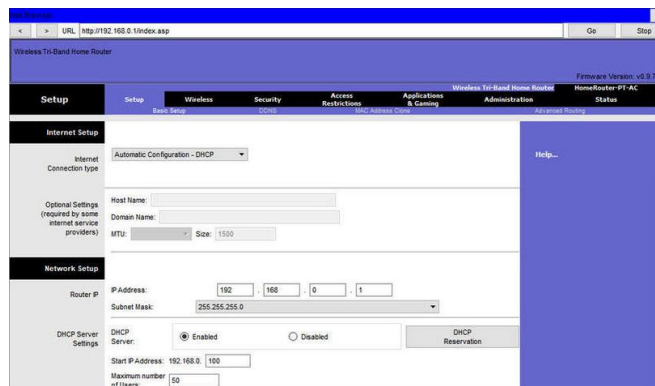 < > URL http://192.168.0.1/index.asp Go Stop
Wireless Tri-Band Home Router
Firmware Version: v0.9.7
Wireless Tri-Band Home Router HomeRouter-PT-AC
Setup
Setup Wireless Security Access Restrictions Applications & Gaming Administration Status
Basic Setup DDNS MAC Address Clone Advanced Routing
Internet Setup
Internet Connection type
Automatic Configuration - DHCP
Help...
Optional Settings (required by some internet service providers)
Host Name:
Domain Name:
MTU: Size: 1500
Network Setup
Router IP
IP Address: 192 . 168 . 0 . 1
Subnet Mask: 255.255.255.0
DHCP Server Settings
DHCP Server: Enabled Disabled DHCP Reservation
Start IP Address: 192.168.0. 100
Maximum number of Users: 50